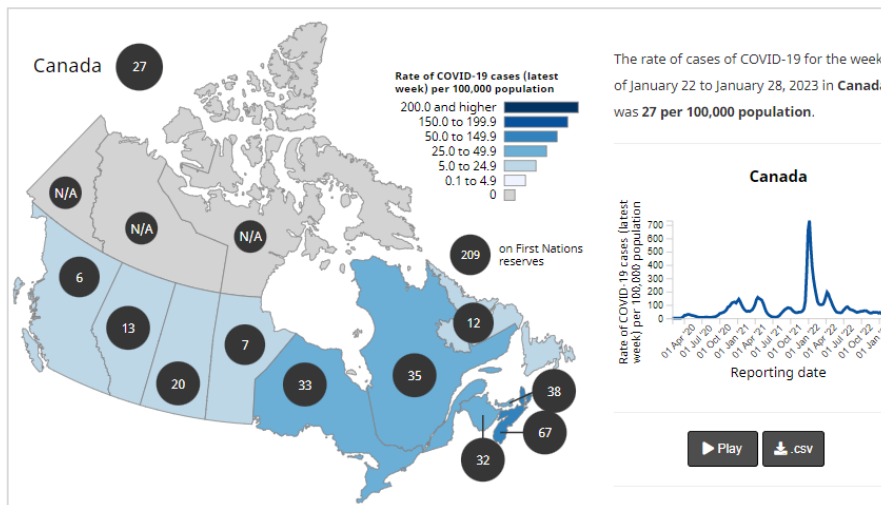 Canada 27
Rate of COVID-19 cases (latest
week) per 100,000 population
200.0 and higher
150.0 to 199.9
50.0 to 149.9
25.0 to 49.9
5.0 to 24.9
0.1 to 4.9
0
N/A
N/A
N/A
209 on First Nations
reserves
6
13
20
7
33
35
12
38
67
32
The rate of cases of COVID-19 for the week
of January 22 to January 28, 2023 in Canada
was 27 per 100,000 population.
Canada
Rate of COVID-19 cases (latest
week) per 100,000 population
700
600
500
400
300
200
100
0
01 Apr 20
01 Jul 20
01 Oct 20
01 Jan 21
01 Apr 21
01 Jul 21
01 Oct 21
01 Jan 22
01 Apr 22
01 Jul 22
01 Oct 22
01 Jan
Reporting date
Play
.csv